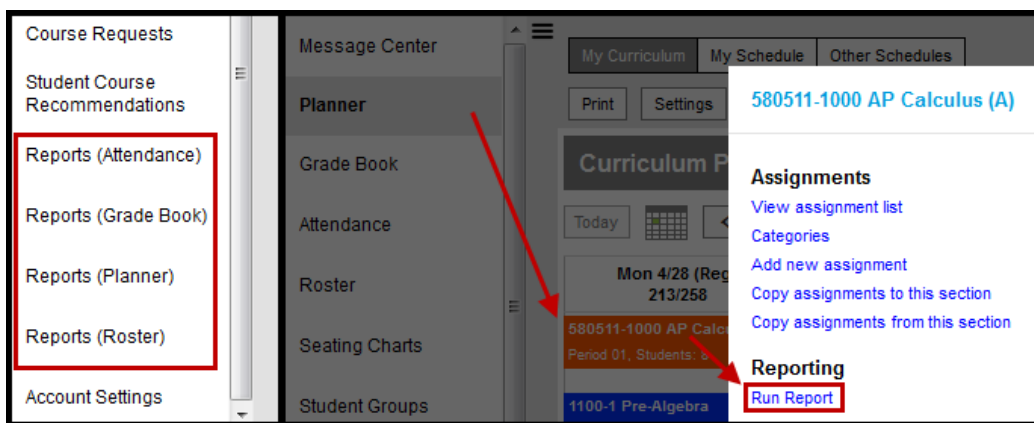 Course Requests
Student Course
Recommendations
Reports (Attendance)
Reports (Grade Book)
Reports (Planner)
Reports (Roster)
Account Settings
Message Center
Planner
Grade Book
Attendance
Roster
Seating Charts
Student Groups
My Curriculum
My Schedule
Other Schedules
Print
Settings
Curriculum P
Today
<
Mon 4/28 (Reg
213/258
580511-1000 AP Calcu
Period 01, Students: 8
1100-1 Pre-Algebra
580511-1000 AP Calculus (A)
Assignments
View assignment list
Categories
Add new assignment
Copy assignments to this section
Copy assignments from this section
Reporting
Run Report